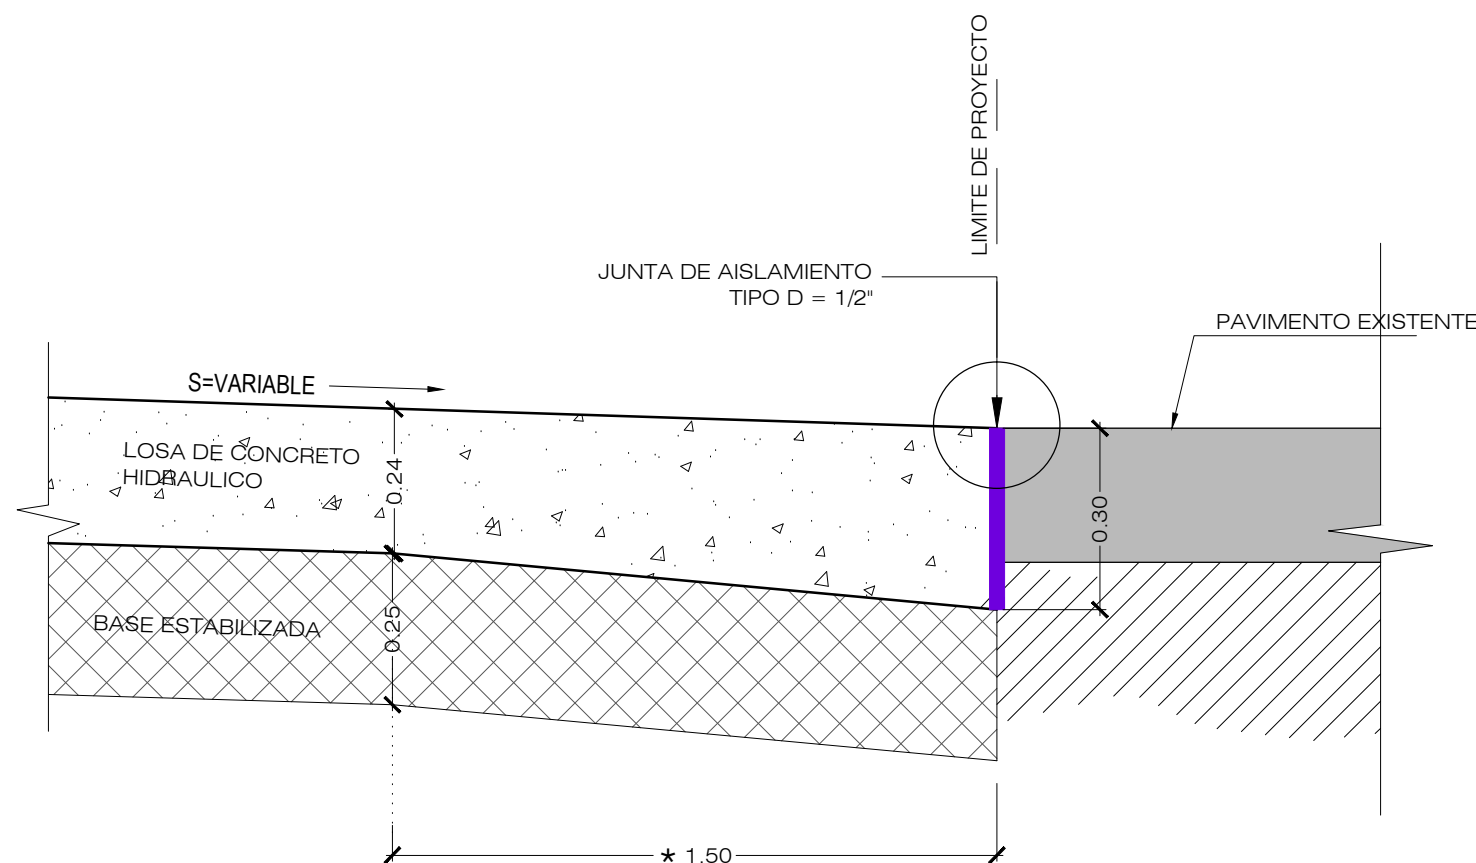 LIMITE DE PROYECTO
JUNTA DE AISLAMIENTO
TIPO D = 1/2"
PAVIMENTO EXISTENTE
S=VARIABLE
LOSA DE CONCRETO
HIDRAULICO
0.24
0.30
BASE ESTABILIZADA
0.25
* 1.50